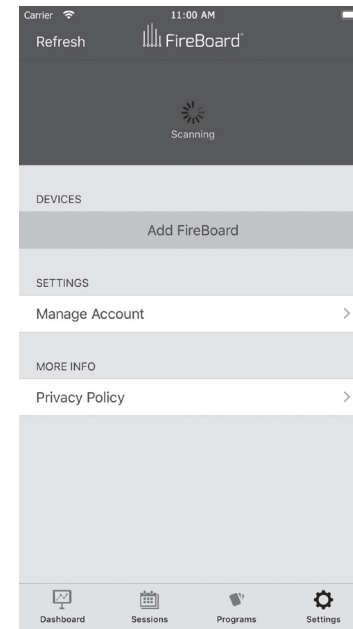 Carrier 11:00 AM
Refresh FireBoard®
Scanning
DEVICES
Add FireBoard
SETTINGS
Manage Account
MORE INFO
Privacy Policy
Dashboard Sessions Programs Settings